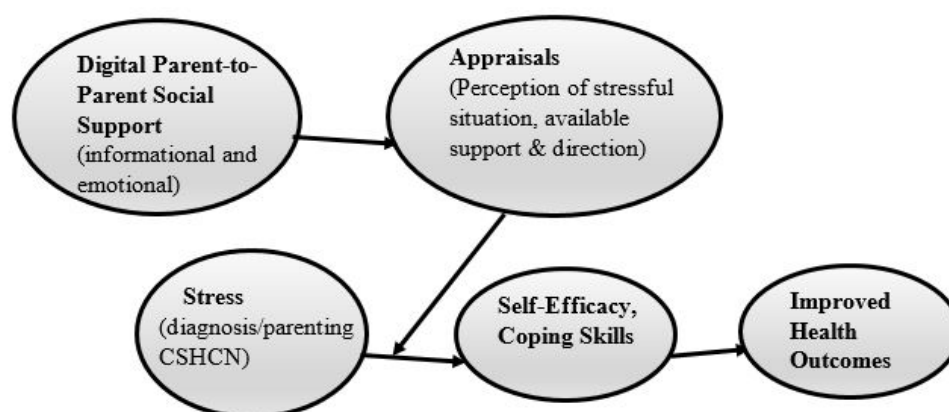 Digital Parent-to-
Parent Social
Support
(informational and
emotional)
Appraisals
(Perception of stressful
situation, available
support & direction)
Stress
(diagnosis/parenting
CSHCN)
Self-Efficacy,
Coping Skills
Improved
Health
Outcomes